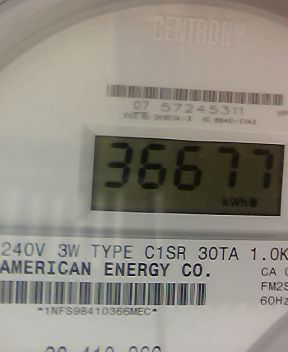 CENTRON
07 57245311
36677
kWh
240V 3W TYPE C1SR 30TA 1.0K
AMERICAN ENERGY CO.
CA
FM2S
60Hz
*1NFS98410366MEC*